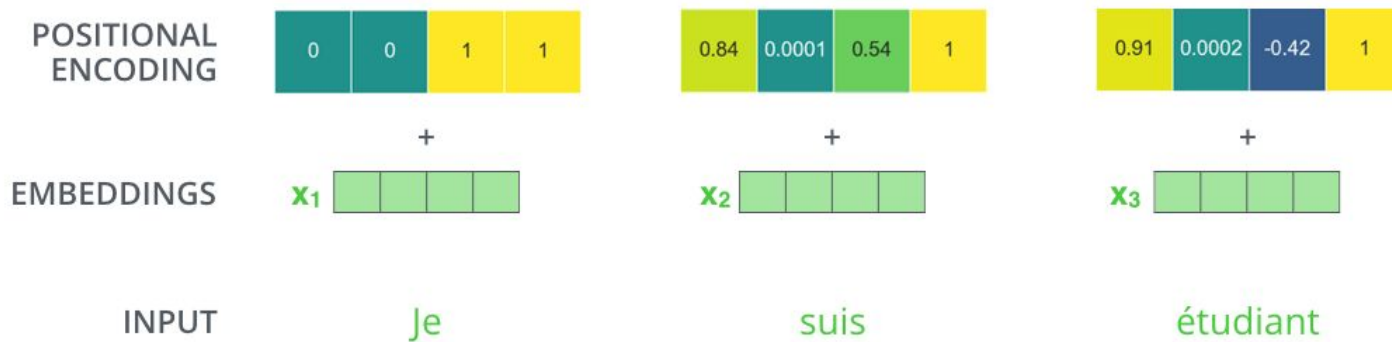 POSITIONAL
ENCODING
0 0 1 1
0.84 0.0001 0.54 1
0.91 0.0002 -0.42 1
+ + +
EMBEDDINGS
x₁ x₂ x₃
INPUT
Je suis étudiant